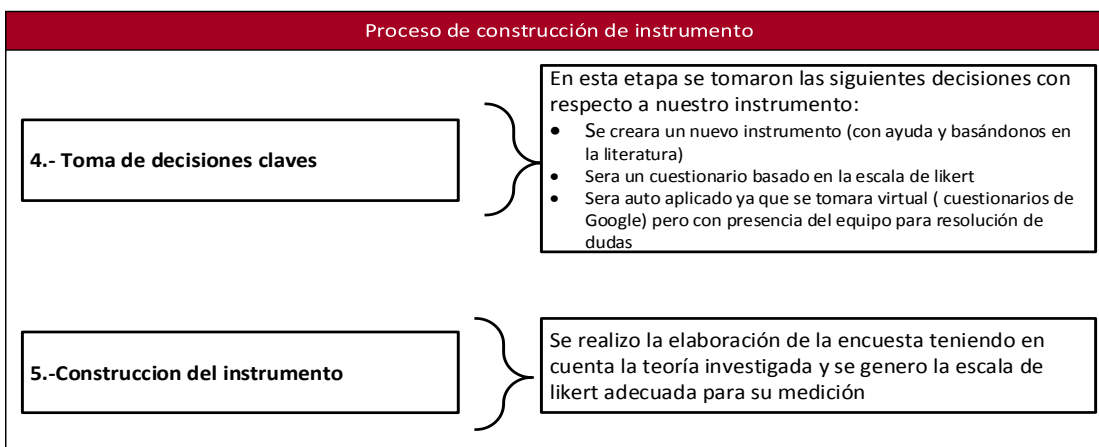 Proceso de construcción de instrumento
4.- Toma de decisiones claves
En esta etapa se tomaron las siguientes decisiones con
respecto a nuestro instrumento:
• Se creara un nuevo instrumento (con ayuda y basándonos en
la literatura)
• Sera un cuestionario basado en la escala de likert
• Sera auto aplicado ya que se tomara virtual ( cuestionarios de
Google) pero con presencia del equipo para resolución de
dudas
5.-Construccion del instrumento
Se realizo la elaboración de la encuesta teniendo en
cuenta la teoría investigada y se genero la escala de
likert adecuada para su medición